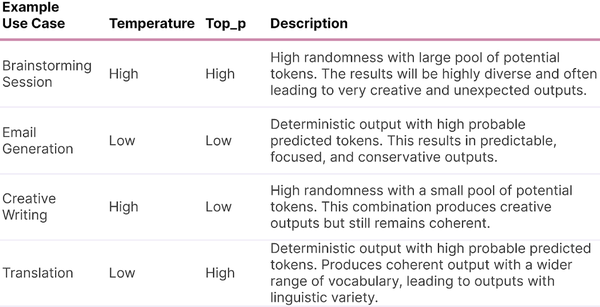 Example
Use Case Temperature Top_p Description
High randomness with large pool of potential
Brainstorming
Session High High tokens. The results will be highly diverse and often
leading to very creative and unexpected outputs.
Deterministic output with high probable
Email
Generation Low Low predicted tokens. This results in predictable,
focused, and conservative outputs.
High randomness with a small pool of potential
Creative
Writing High Low tokens. This combination produces creative
outputs but still remains coherent.
Deterministic output with high probable predicted
Translation Low High tokens. Produces coherent output with a wider
range of vocabulary, leading to outputs with
linguistic variety.